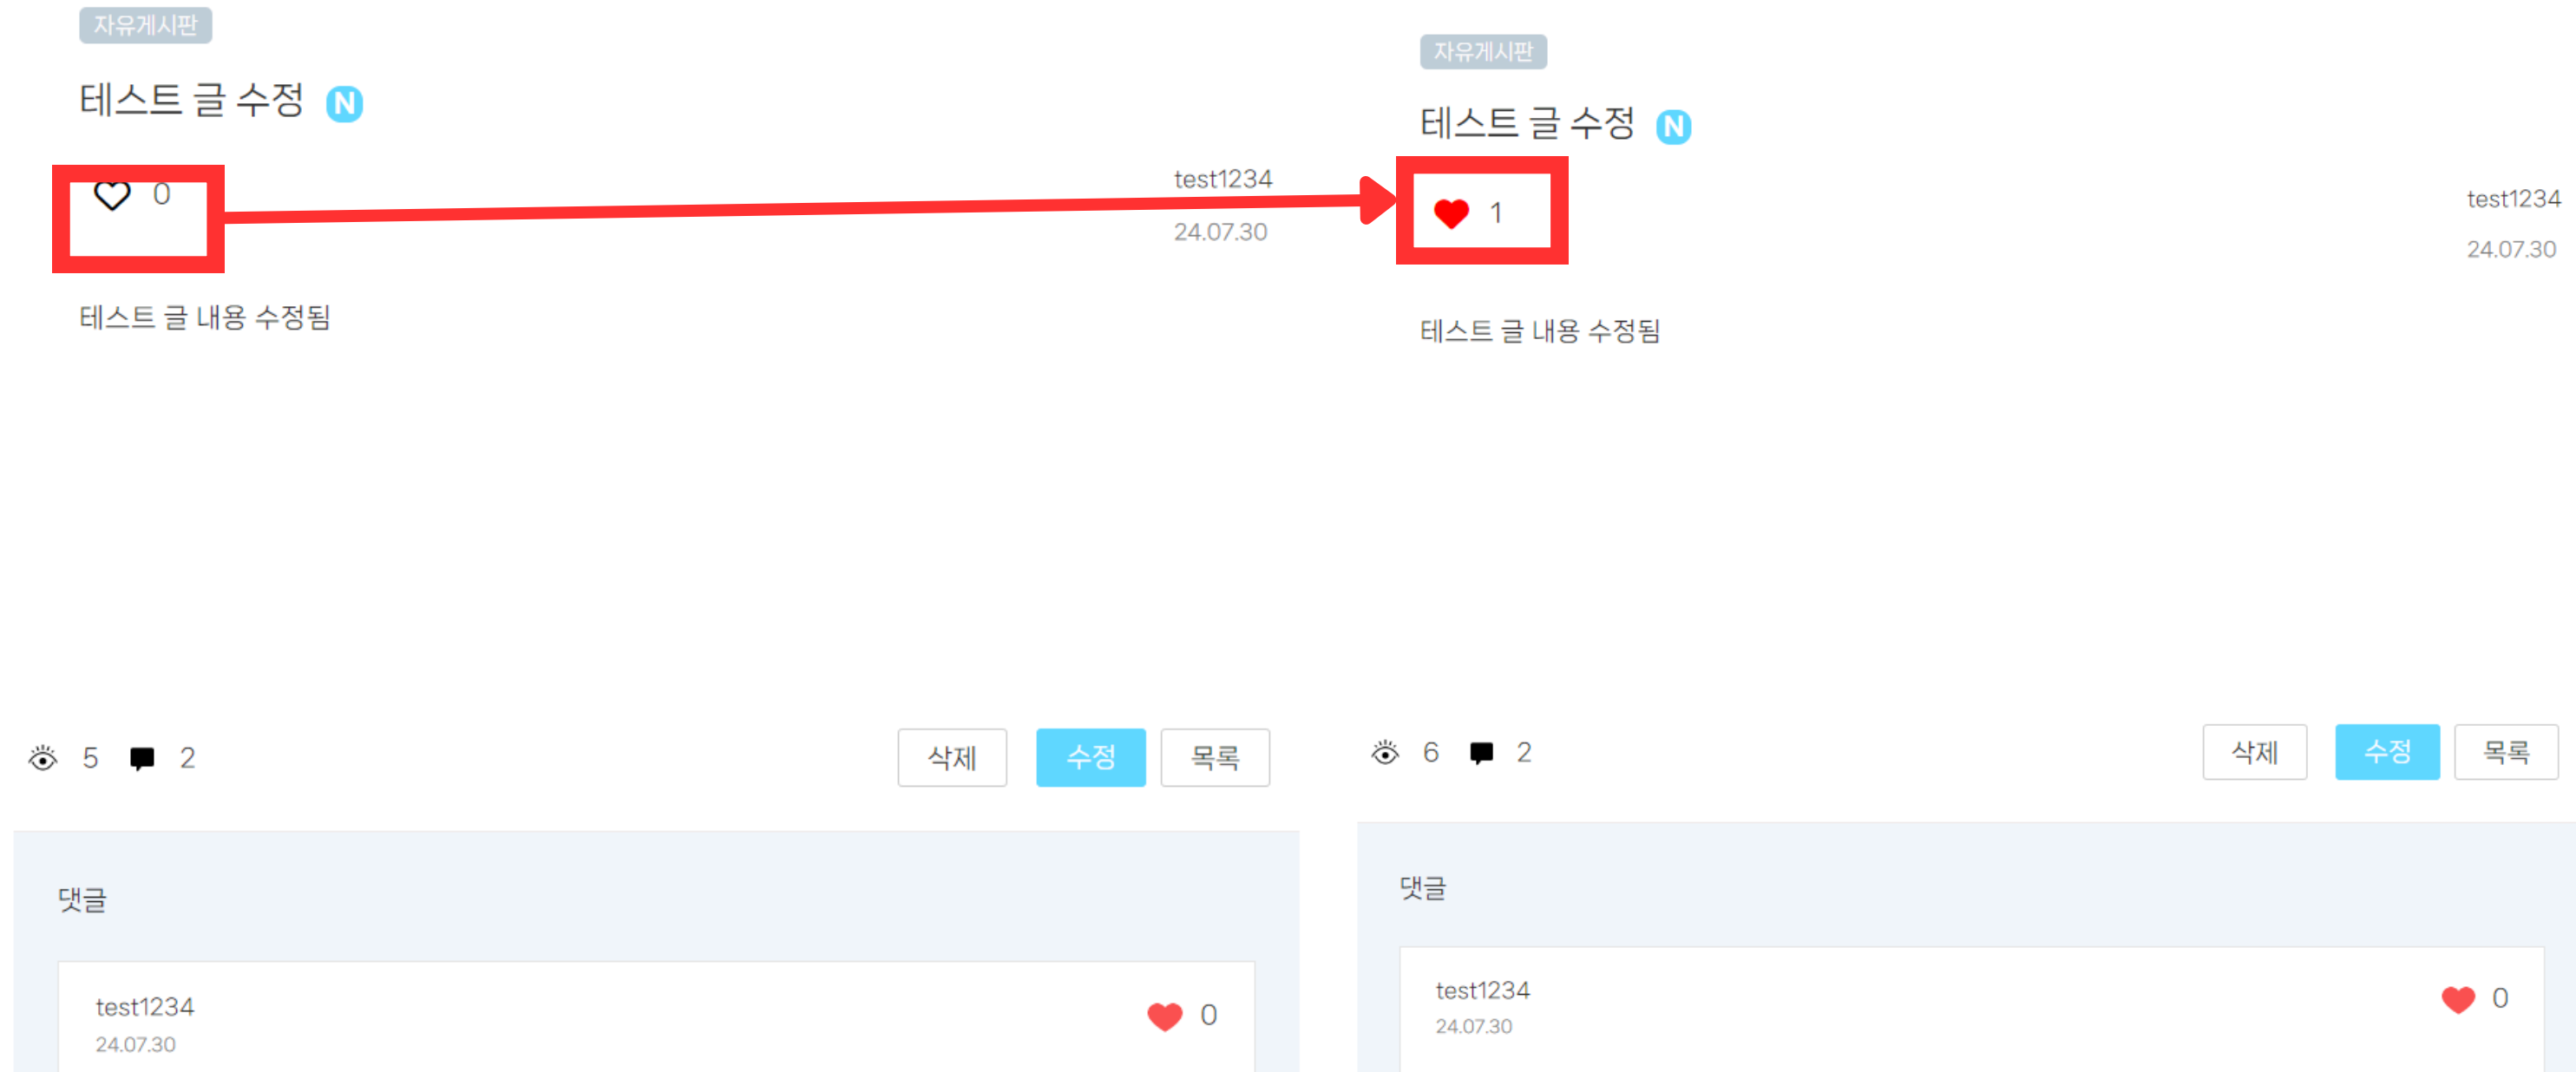 자유게시판
테스트 글 수정 N
0
test1234
24.07.30
테스트 글 내용 수정됨
5 2
삭제 수정 목록
댓글
test1234
24.07.30
0
자유게시판
테스트 글 수정 N
1
test1234
24.07.30
테스트 글 내용 수정됨
6 2
삭제 수정 목록
댓글
test1234
24.07.30
0